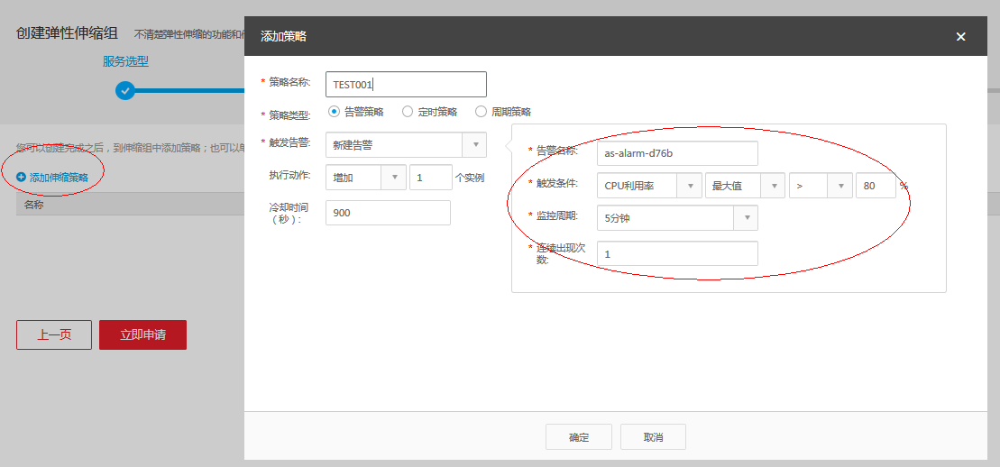 创建弹性伸缩组 不清楚弹性伸缩的功能和
服务选型
您可以创建完成之后，到伸缩组中添加策略；也可以单
添加伸缩策略
名称
上一页 立即申请
添加策略
* 策略名称: TEST001
* 策略类型: 告警策略 定时策略 周期策略
* 触发告警: 新建告警
执行动作: 增加 1 个实例
冷却时间
（秒）: 900
* 告警名称: as-alarm-d76b
* 触发条件: CPU利用率 最大值 > 80 %
* 监控周期: 5分钟
* 连续出现次
数: 1
确定 取消